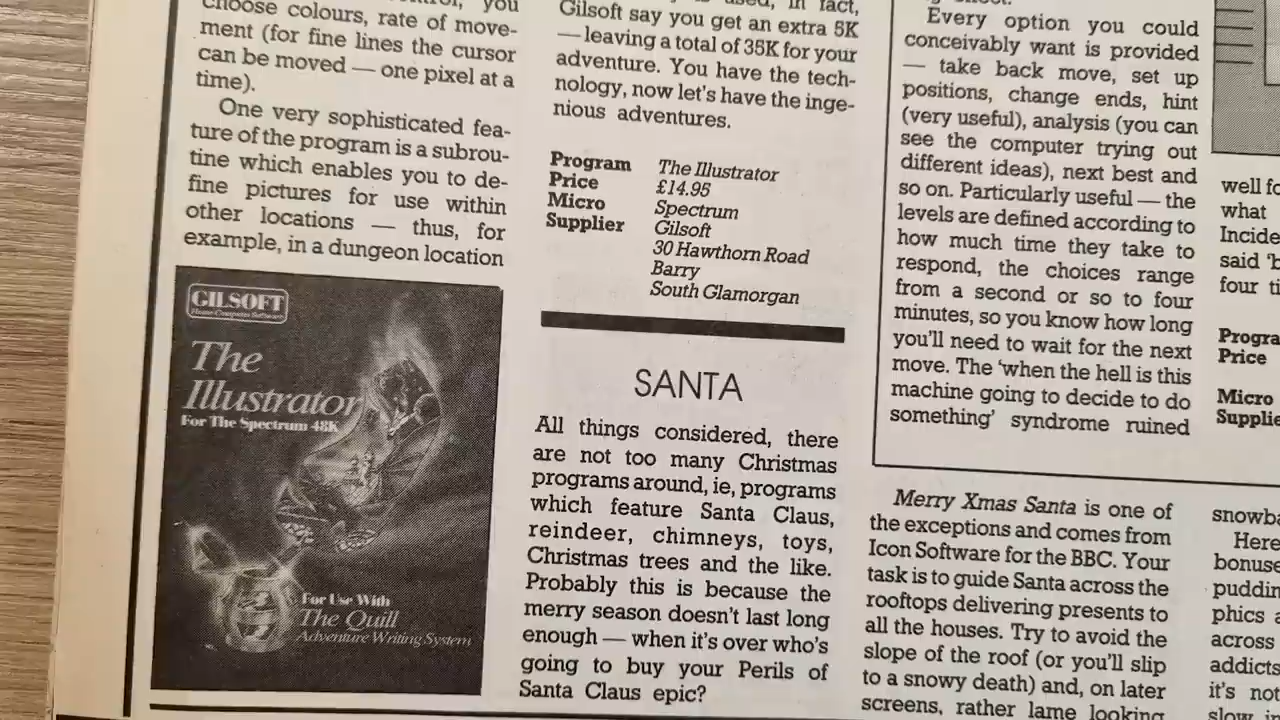 choose colours, rate of move-
ment (for fine lines the cursor
can be moved — one pixel at a
time).
One very sophisticated fea-
ture of the program is a subrou-
tine which enables you to de-
fine pictures for use within
other locations — thus, for
example, in a dungeon location
GILSOFT
Home Computer Software
The
Illustrator
For The Spectrum 48K
For Use With
The Quill
Adventure Writing System
used, in fact,
Gilsoft say you get an extra 5K
— leaving a total of 35K for your
adventure. You have the tech-
nology, now let's have the inge-
nious adventures.
Program The Illustrator
Price £14.95
Micro Spectrum
Supplier Gilsoft
30 Hawthorn Road
Barry
South Glamorgan
SANTA
All things considered, there
are not too many Christmas
programs around, ie, programs
which feature Santa Claus,
reindeer, chimneys, toys,
Christmas trees and the like.
Probably this is because the
merry season doesn't last long
enough — when it's over who's
going to buy your Perils of
Santa Claus epic?
Every option you could
conceivably want is provided
— take back move, set up
positions, change ends, hint
(very useful), analysis (you can
see the computer trying out
different ideas), next best and
so on. Particularly useful — the
levels are defined according to
how much time they take to
respond, the choices range
from a second or so to four
minutes, so you know how long
you'll need to wait for the next
move. The 'when the hell is this
machine going to decide to do
something' syndrome ruined
Merry Xmas Santa is one of
the exceptions and comes from
Icon Software for the BBC. Your
task is to guide Santa across the
rooftops delivering presents to
all the houses. Try to avoid the
slope of the roof (or you'll slip
to a snowy death) and, on later
screens, rather lame looking
well fo
what
Incide
said 'b
four ti
Progra
Price
Micro
Supplie
snowba
Here
bonuse
puddin
phics a
across
addicts
it's not
slow in